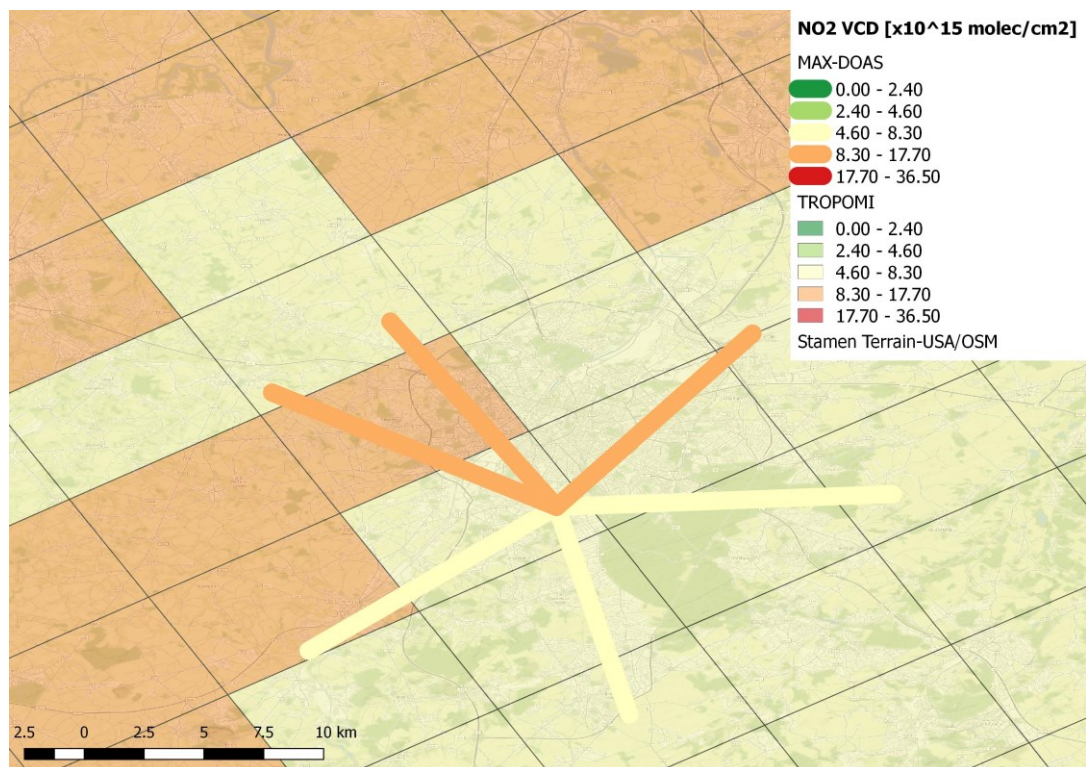 NO2 VCD [x10^15 molec/cm2]
MAX-DOAS
0.00 - 2.40
2.40 - 4.60
4.60 - 8.30
8.30 - 17.70
17.70 - 36.50
TROPOMI
0.00 - 2.40
2.40 - 4.60
4.60 - 8.30
8.30 - 17.70
17.70 - 36.50
Stamen Terrain-USA/OSM
2.5 0 2.5 5 7.5 10 km